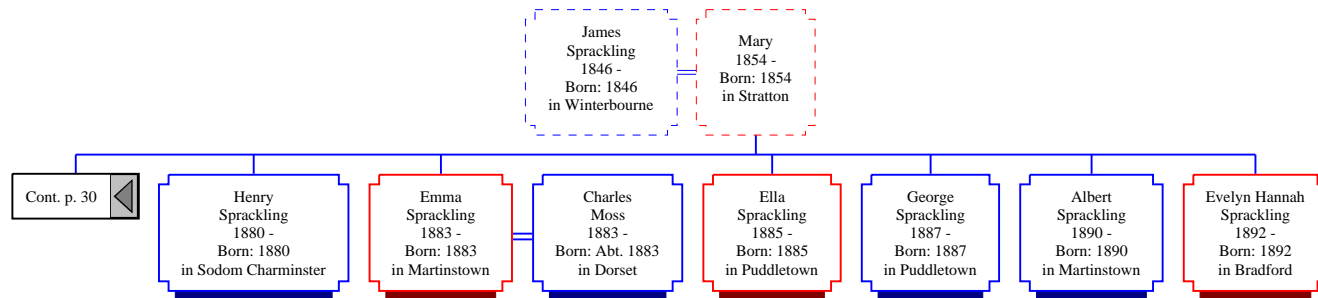 James
Sprackling
1846 -
Born: 1846
in Winterbourne
Mary
1854 -
Born: 1854
in Stratton
Cont. p. 30
Henry
Sprackling
1880 -
Born: 1880
in Sodom Charminster
Emma
Sprackling
1883 -
Born: 1883
in Martinstown
Charles
Moss
1883 -
Born: Abt. 1883
in Dorset
Ella
Sprackling
1885 -
Born: 1885
in Puddletown
George
Sprackling
1887 -
Born: 1887
in Puddletown
Albert
Sprackling
1890 -
Born: 1890
in Martinstown
Evelyn Hannah
Sprackling
1892 -
Born: 1892
in Bradford